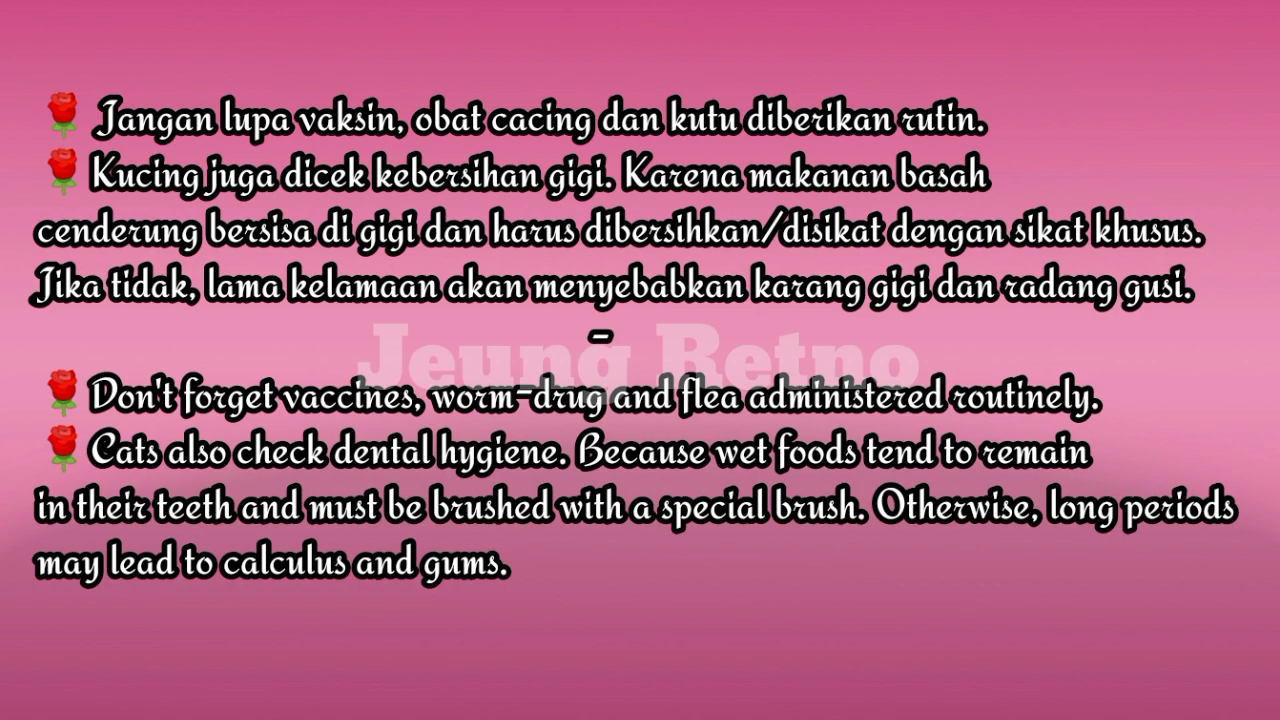 🌹 Jangan lupa vaksin, obat cacing dan kutu diberikan rutin.
🌹 Kucing juga dicek kebersihan gigi. Karena makanan basah
cenderung bersisa di gigi dan harus dibersihkan/disikat dengan sikat khusus.
Jika tidak, lama kelamaan akan menyebabkan karang gigi dan radang gusi.
-
Jeung Retno
🌹 Don't forget vaccines, worm-drug and flea administered routinely.
🌹 Cats also check dental hygiene. Because wet foods tend to remain
in their teeth and must be brushed with a special brush. Otherwise, long periods
may lead to calculus and gums.